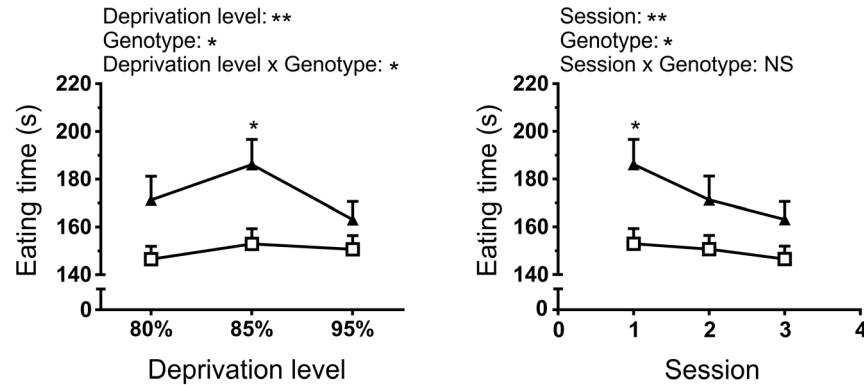 Deprivation level: **
Genotype: *
Deprivation level x Genotype: *
220
200
180
160
140
0
Eating time (s)
*
80%
85%
95%
Deprivation level
Session: **
Genotype: *
Session x Genotype: NS
220
200
180
160
140
0
Eating time (s)
*
0
1
2
3
4
Session